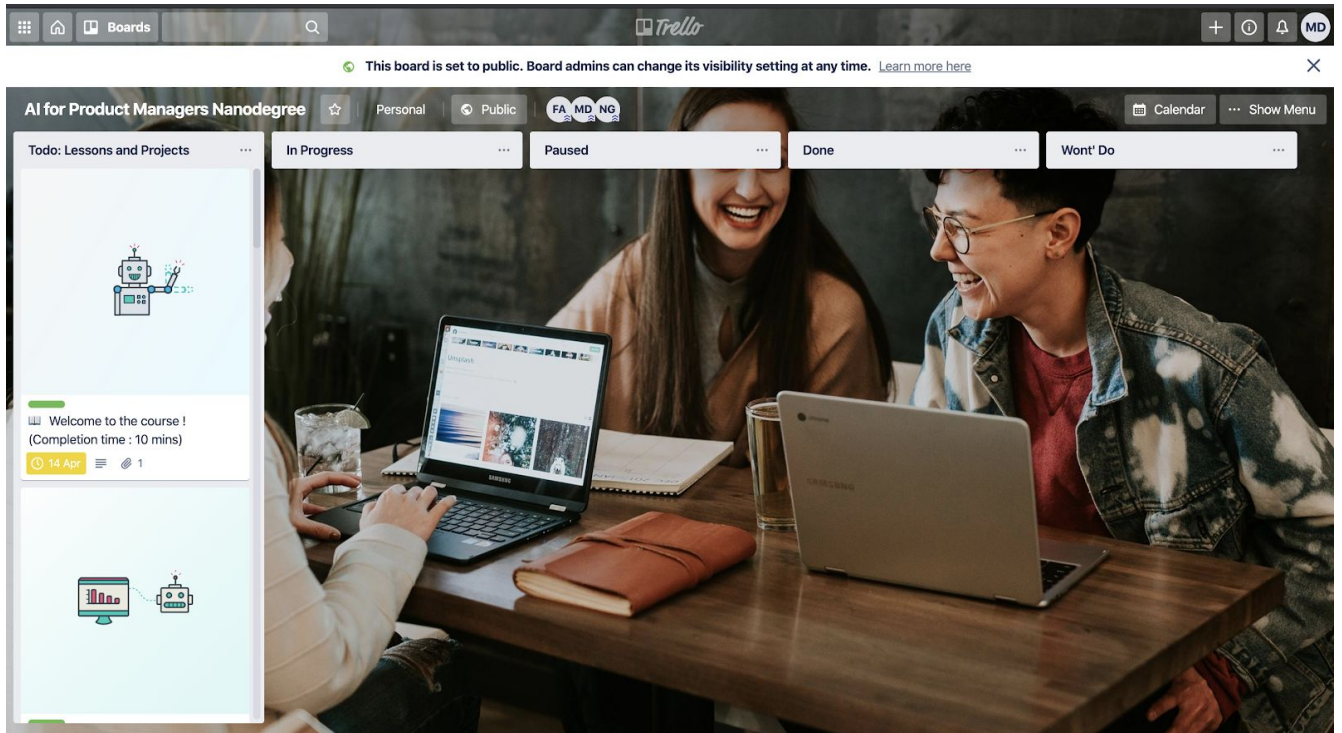 Boards
Trello
MD
This board is set to public. Board admins can change its visibility setting at any time. Learn more here
AI for Product Managers Nanodegree
Personal
Public
FA MD NG
Calendar
··· Show Menu
Todo: Lessons and Projects ···
In Progress ···
Paused ···
Done ···
Wont' Do ···
Welcome to the course !
(Completion time : 10 mins)
14 Apr
1
Unsplash
SAMSUNG
chrome
SAMSUNG